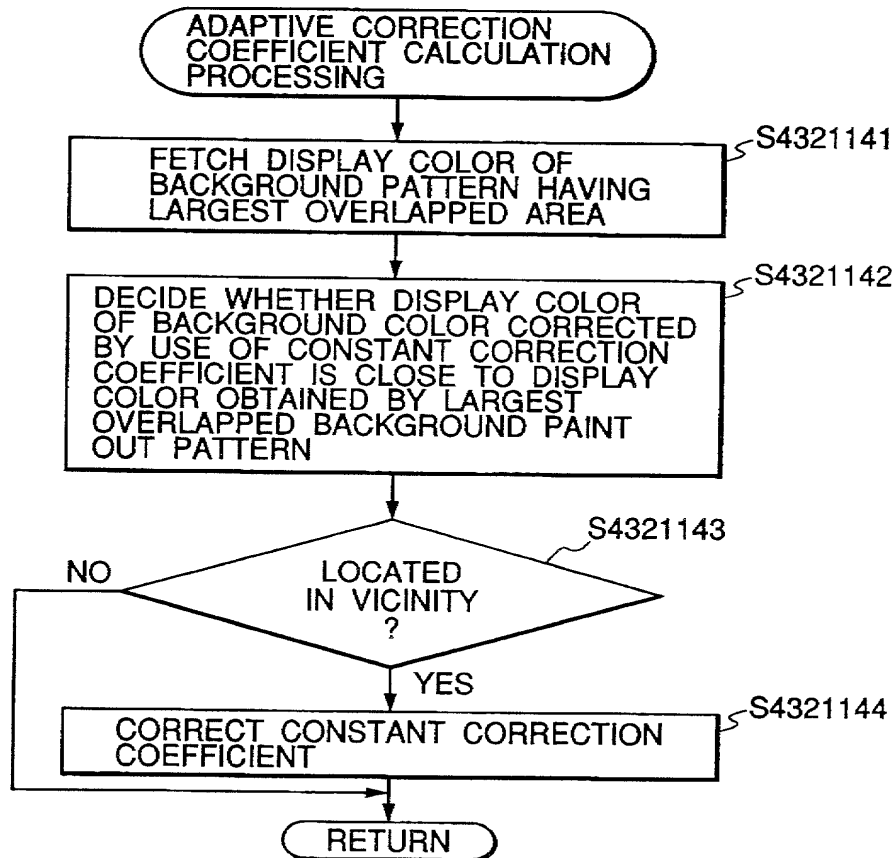 ADAPTIVE CORRECTION
COEFFICIENT CALCULATION
PROCESSING
S4321141
FETCH DISPLAY COLOR OF
BACKGROUND PATTERN HAVING
LARGEST OVERLAPPED AREA
S4321142
DECIDE WHETHER DISPLAY COLOR
OF BACKGROUND COLOR CORRECTED
BY USE OF CONSTANT CORRECTION
COEFFICIENT IS CLOSE TO DISPLAY
COLOR OBTAINED BY LARGEST
OVERLAPPED BACKGROUND PAINT
OUT PATTERN
S4321143
NO
LOCATED
IN VICINITY
?
YES
S4321144
CORRECT CONSTANT CORRECTION
COEFFICIENT
RETURN